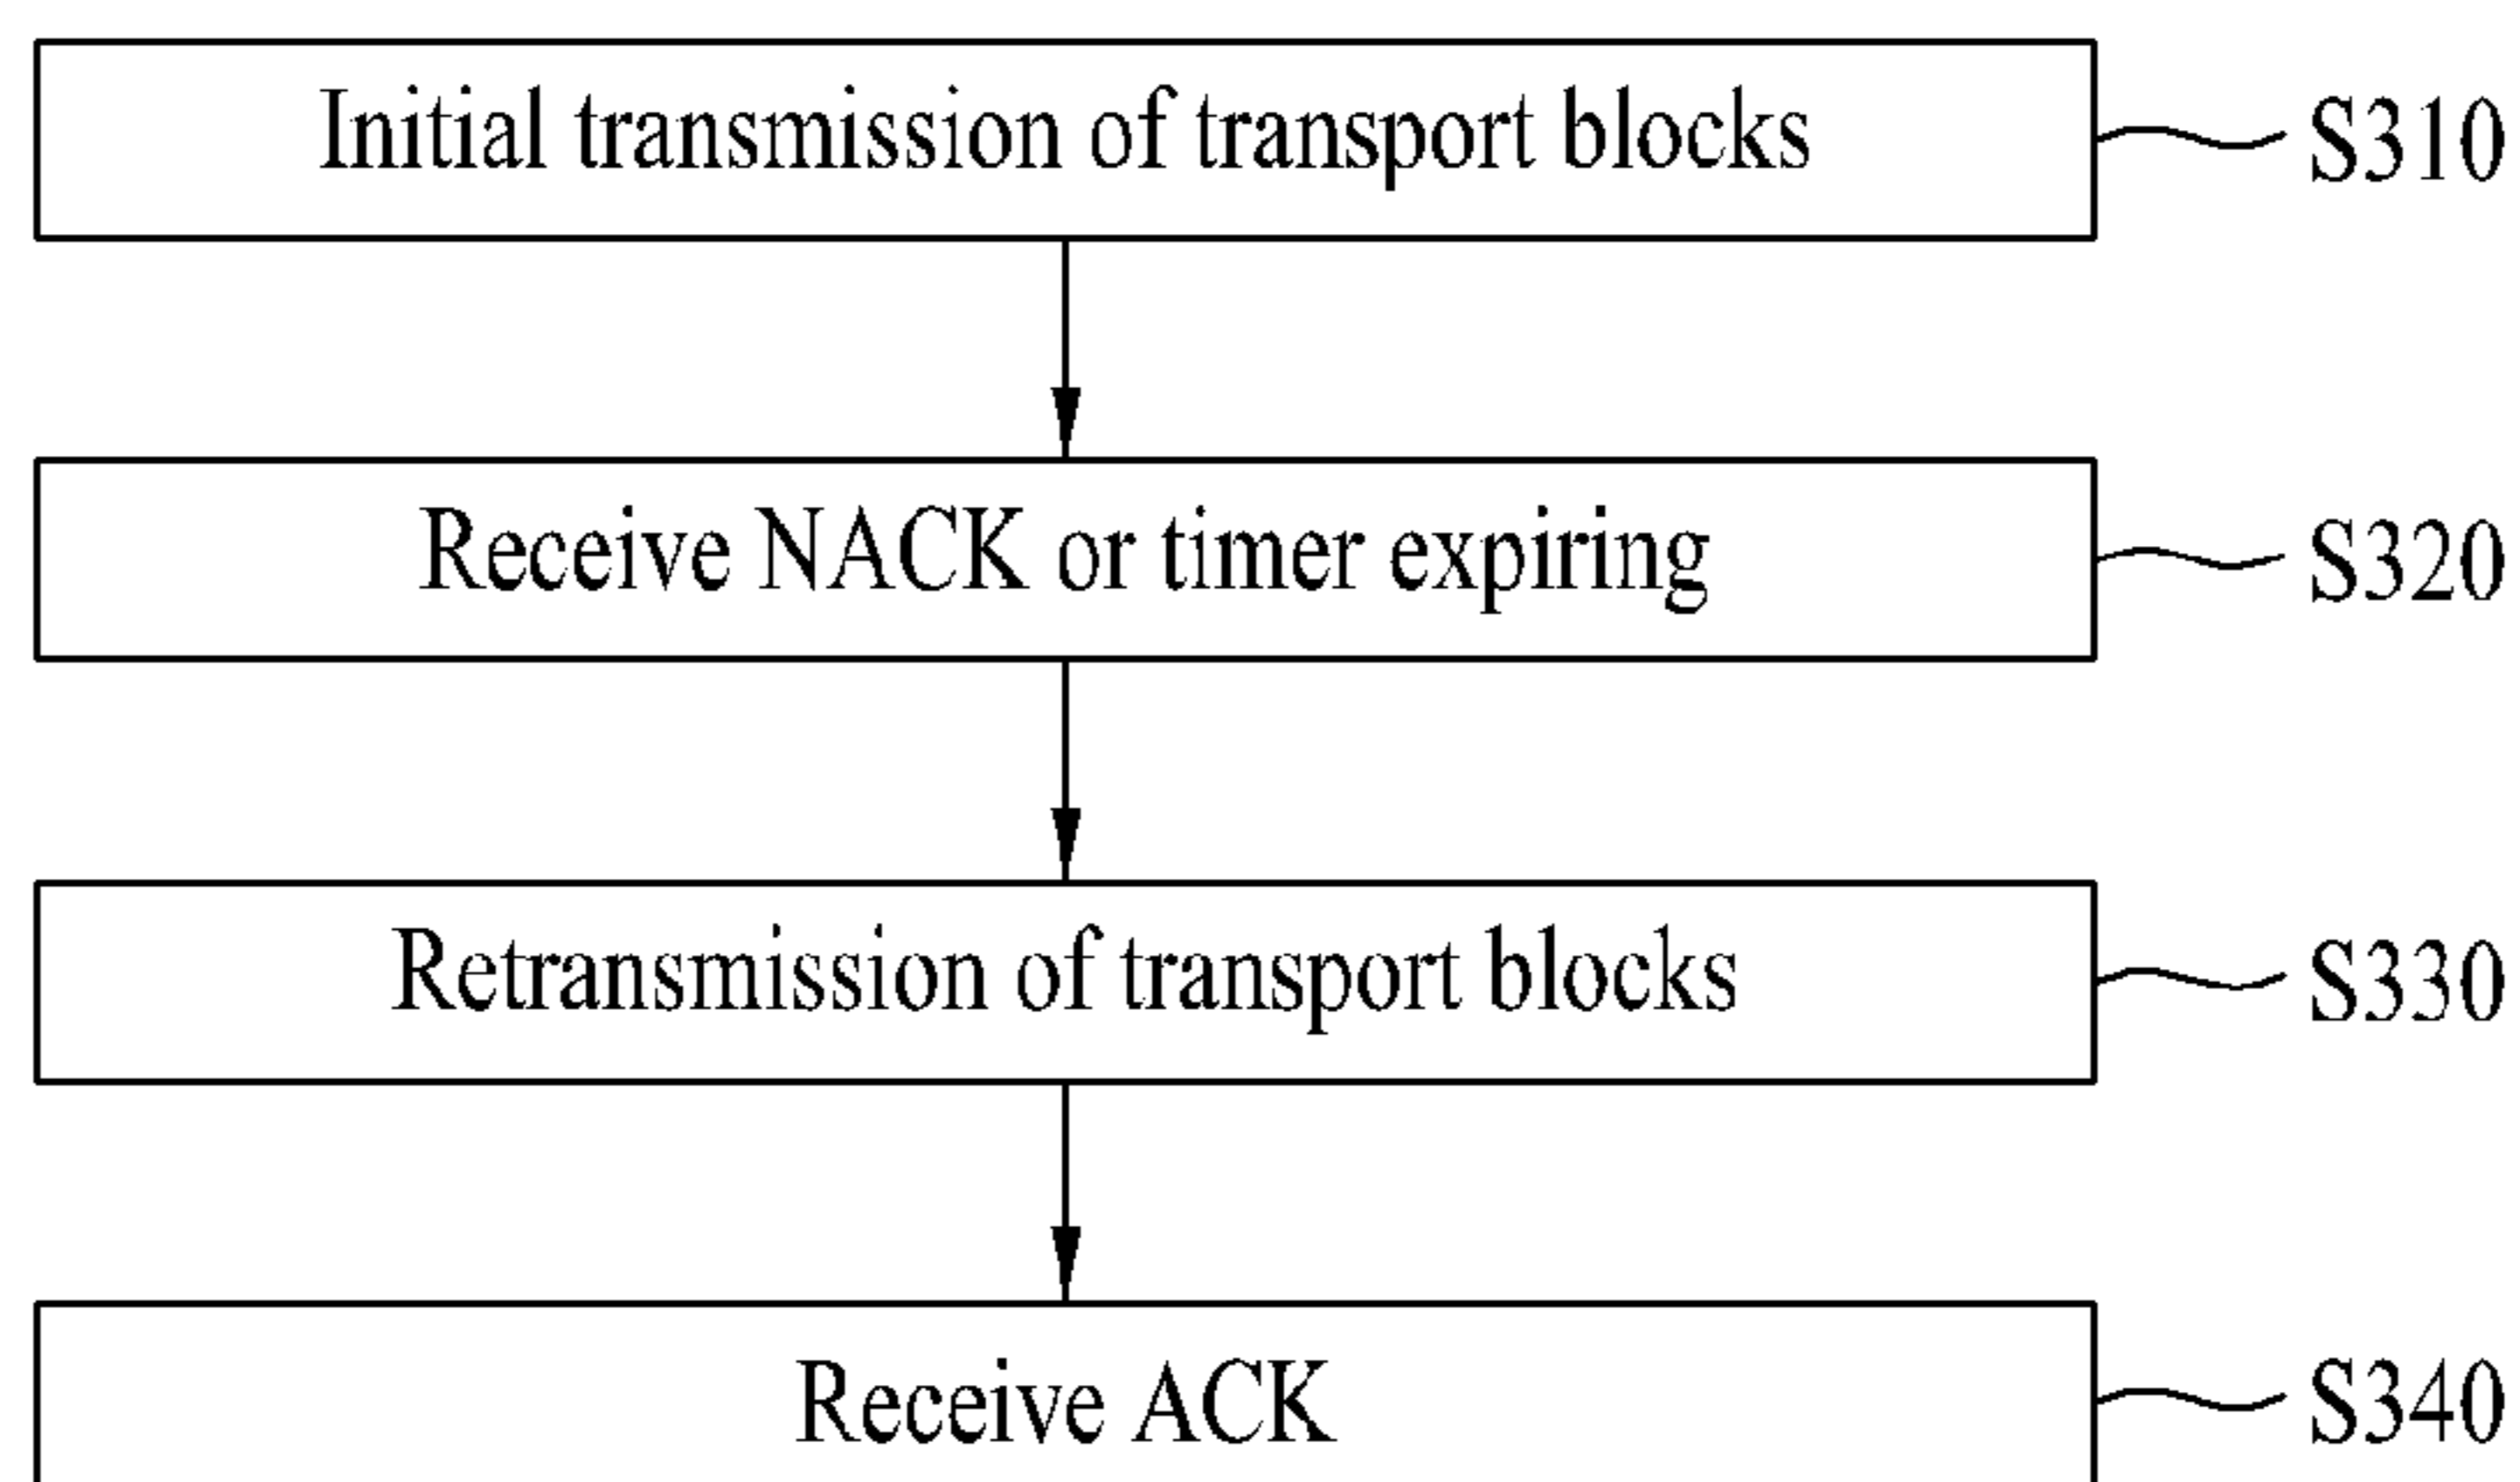 Initial transmission of transport blocks S310
Receive NACK or timer expiring S320
Retransmission of transport blocks S330
Receive ACK S340